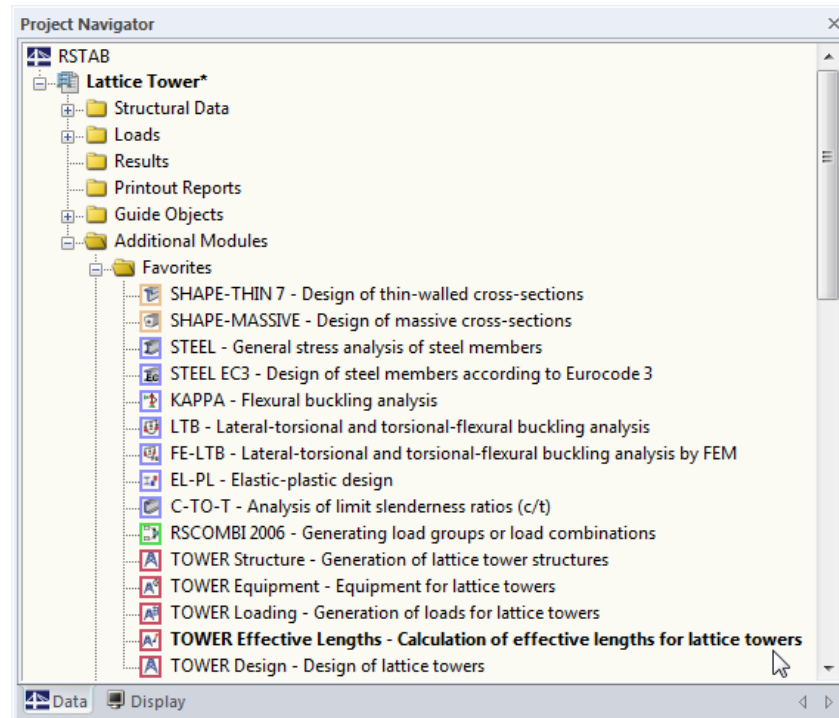 Project Navigator
RSTAB
Lattice Tower*
Structural Data
Loads
Results
Printout Reports
Guide Objects
Additional Modules
Favorites
SHAPE-THIN 7 - Design of thin-walled cross-sections
SHAPE-MASSIVE - Design of massive cross-sections
STEEL - General stress analysis of steel members
STEEL EC3 - Design of steel members according to Eurocode 3
KAPPA - Flexural buckling analysis
LTB - Lateral-torsional and torsional-flexural buckling analysis
FE-LTB - Lateral-torsional and torsional-flexural buckling analysis by FEM
EL-PL - Elastic-plastic design
C-TO-T - Analysis of limit slenderness ratios (c/t)
RSCOMBI 2006 - Generating load groups or load combinations
TOWER Structure - Generation of lattice tower structures
TOWER Equipment - Equipment for lattice towers
TOWER Loading - Generation of loads for lattice towers
TOWER Effective Lengths - Calculation of effective lengths for lattice towers
TOWER Design - Design of lattice towers
Data Display